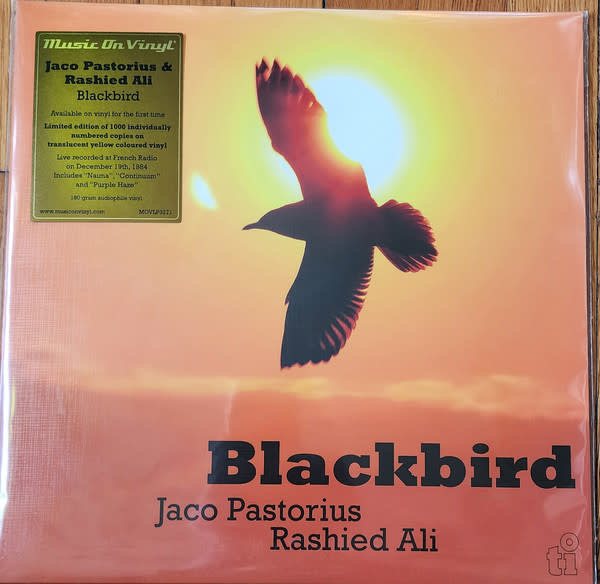 Music On Vinyl
Jaco Pastorius &
Rashied Ali
Blackbird
Available on vinyl for the first time
Limited edition of 1000 individually
numbered copies on
translucent yellow coloured vinyl
Live recorded at French Radio
on December 19th, 1984
Includes "Naima", "Continuum"
and "Purple Haze"
180 gram audiophile vinyl
www.musiconvinyl.com MOVLP3211
Blackbird
Jaco Pastorius
Rashied Ali
tio